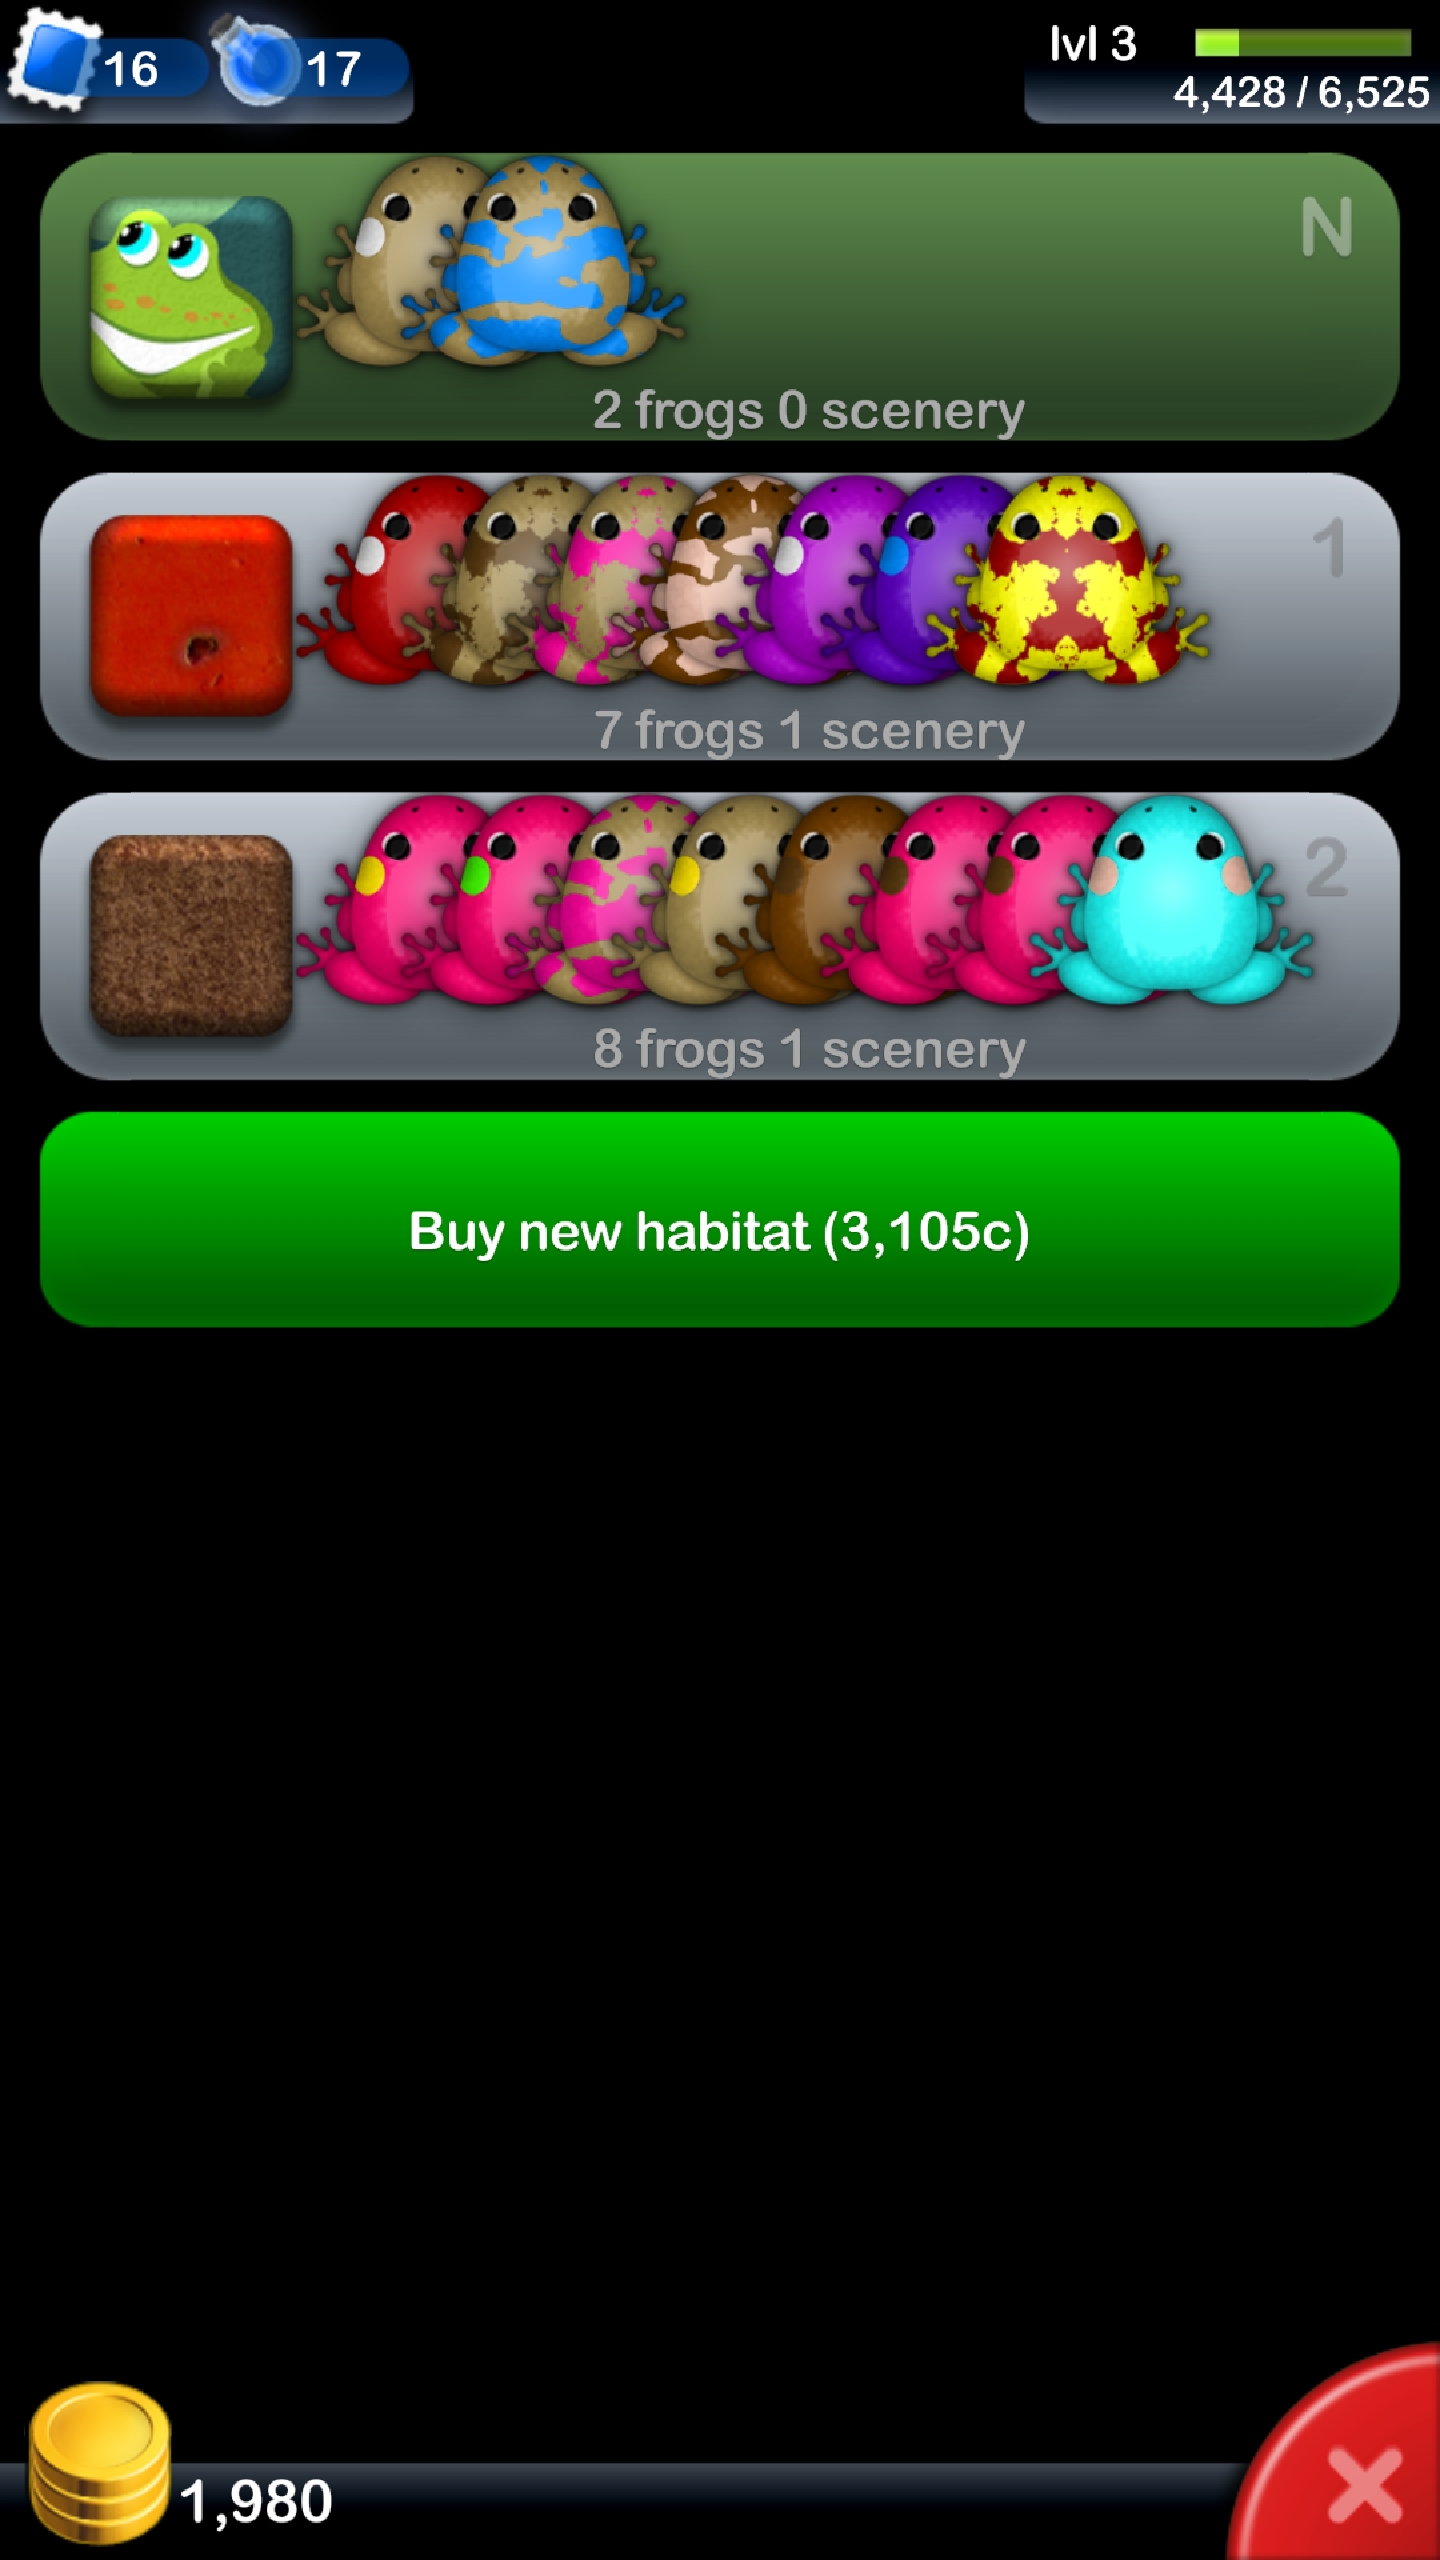 16
17
lvl 3
4,428 / 6,525
N
2 frogs 0 scenery
1
7 frogs 1 scenery
2
8 frogs 1 scenery
Buy new habitat (3,105c)
1,980